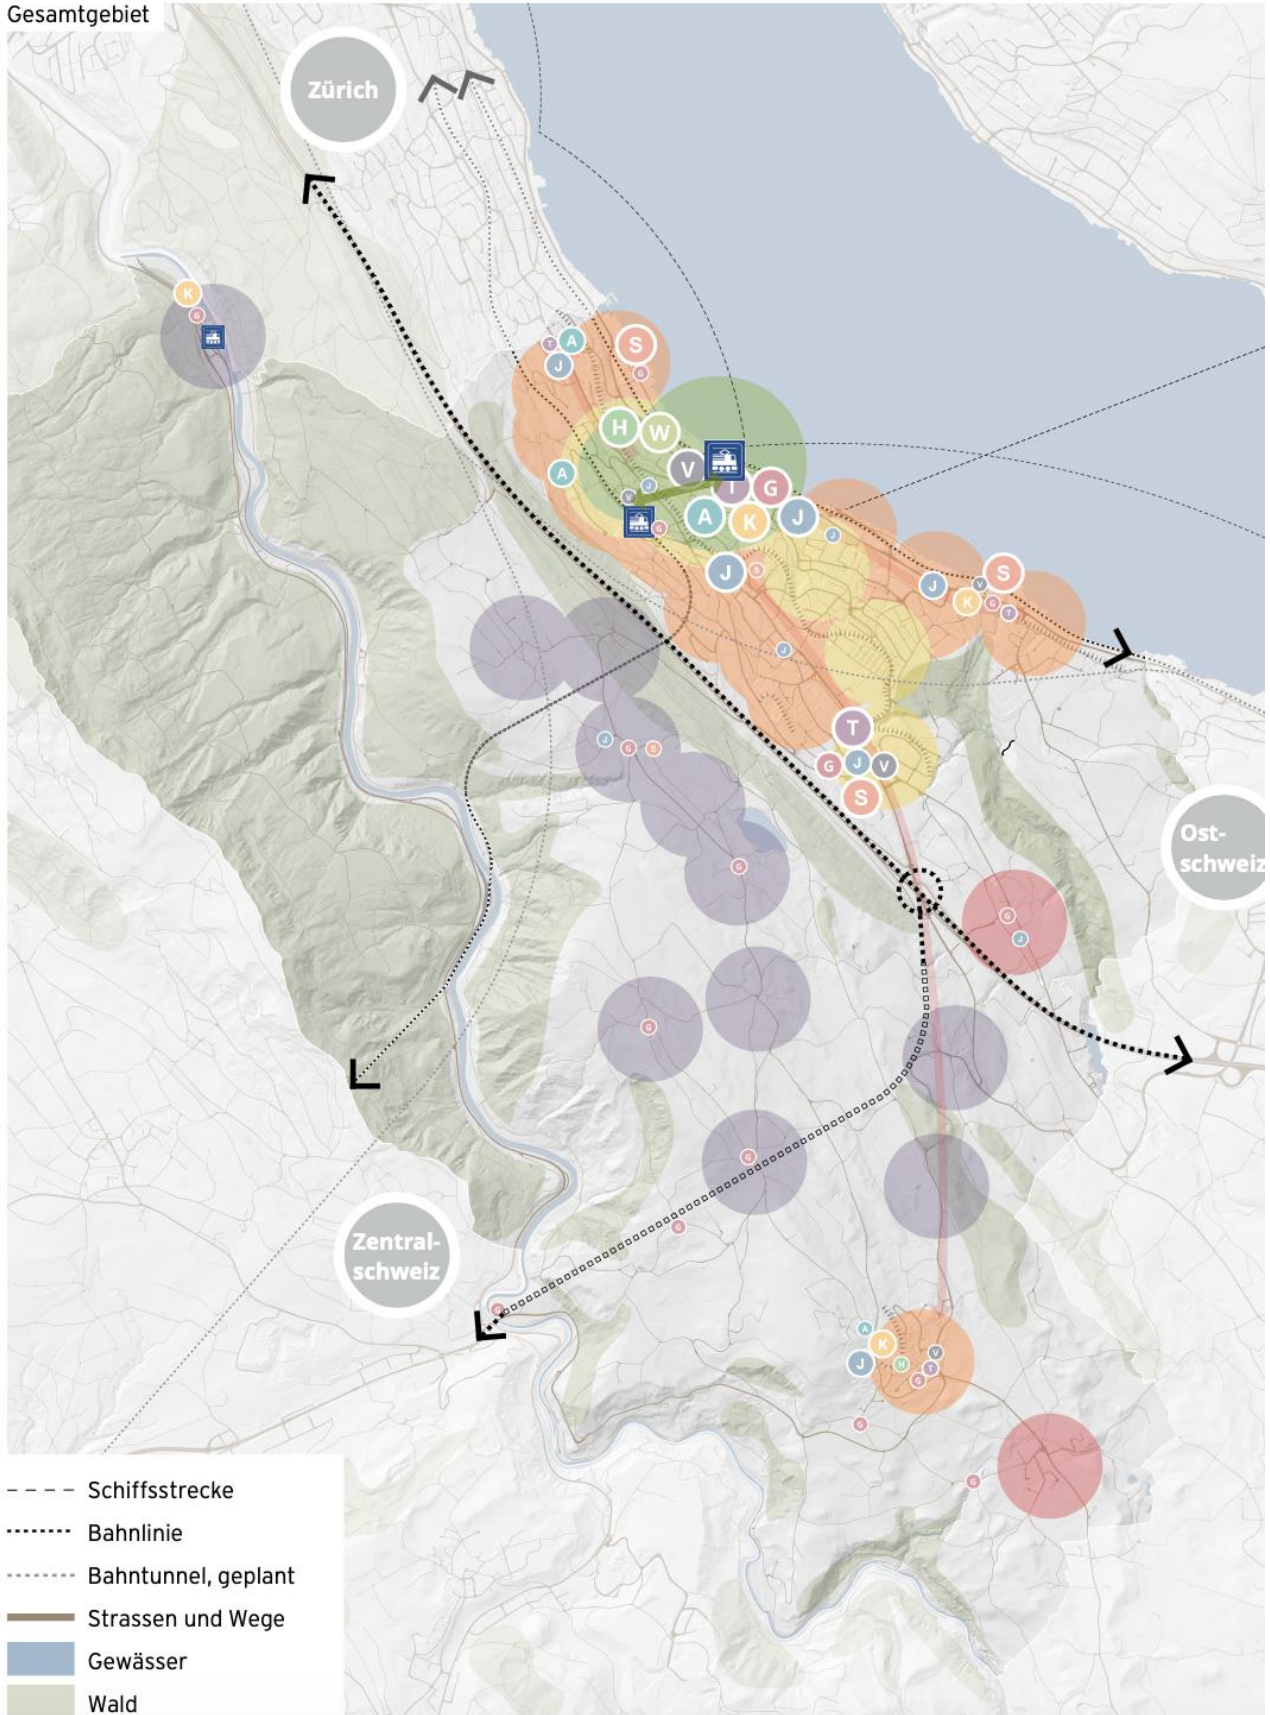 Gesamtgebiet
Zürich
K
G
T
A
J
S
G
H
W
A
V
J
V
T
G
A
K
J
G
J
J
S
J
V
S
K
G
T
J
T
J
G
S
G
J
V
S
G
Ost-
schweiz
G
J
G
G
G
Zentral-
schweiz
G
A
K
J
H
V
T
G
G
G
Schiffsstrecke
Bahnlinie
Bahntunnel, geplant
Strassen und Wege
Gewässer
Wald